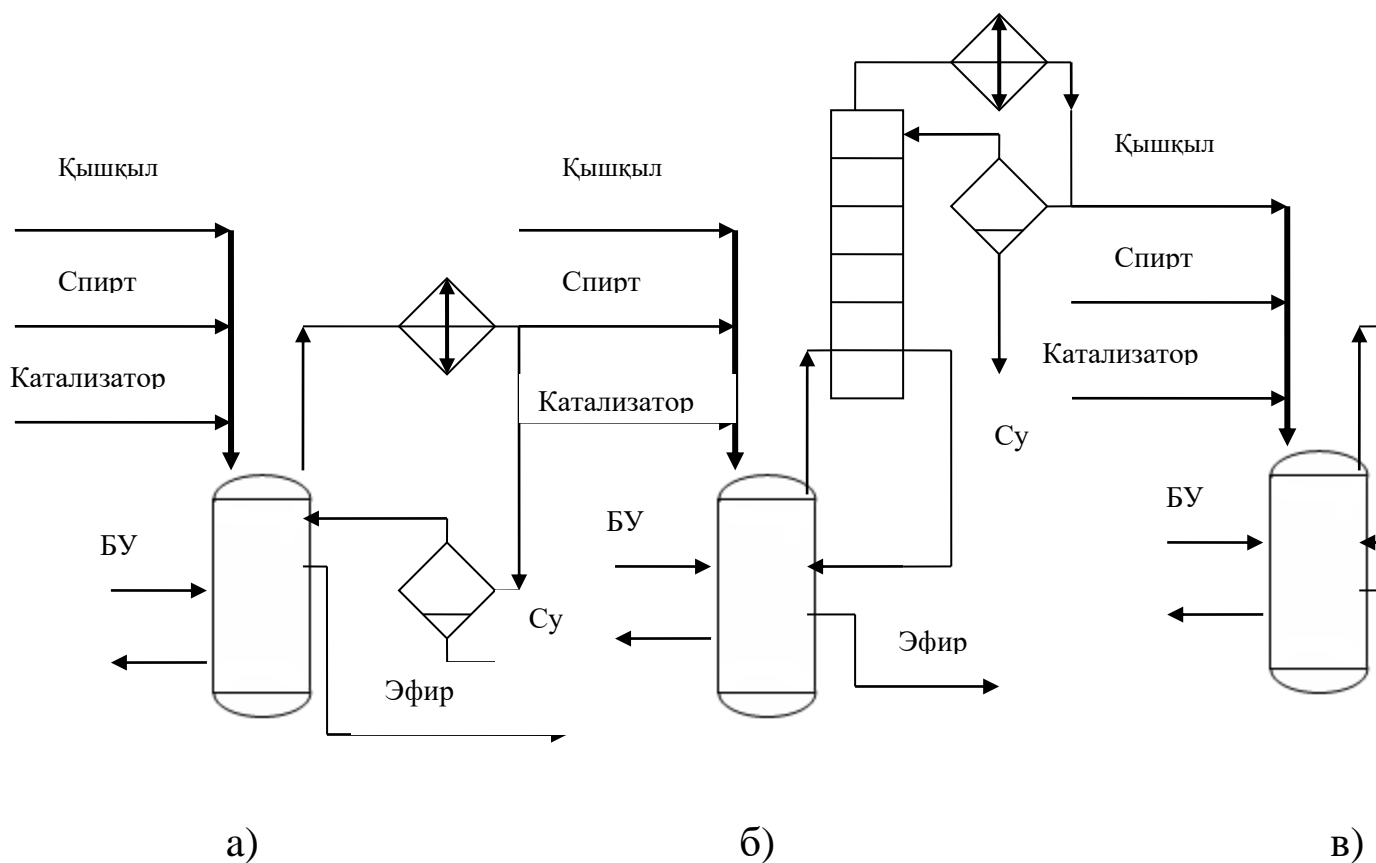 Қышқыл
Спирт
Катализатор
БУ
Су
Эфир
а)
Қышқыл
Спирт
Катализатор
БУ
Су
Эфир
б)
Қышқыл
Спирт
Катализатор
БУ
в)